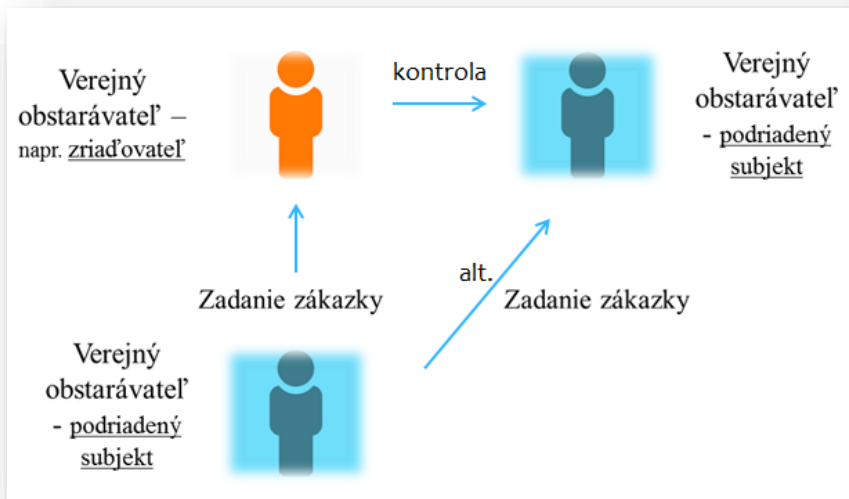 Verejný
obstarávateľ –
napr. zriaďovateľ
kontrola
Verejný
obstarávateľ
- podriadený
subjekt
alt.
Zadanie zákazky
Zadanie zákazky
Verejný
obstarávateľ
- podriadený
subjekt